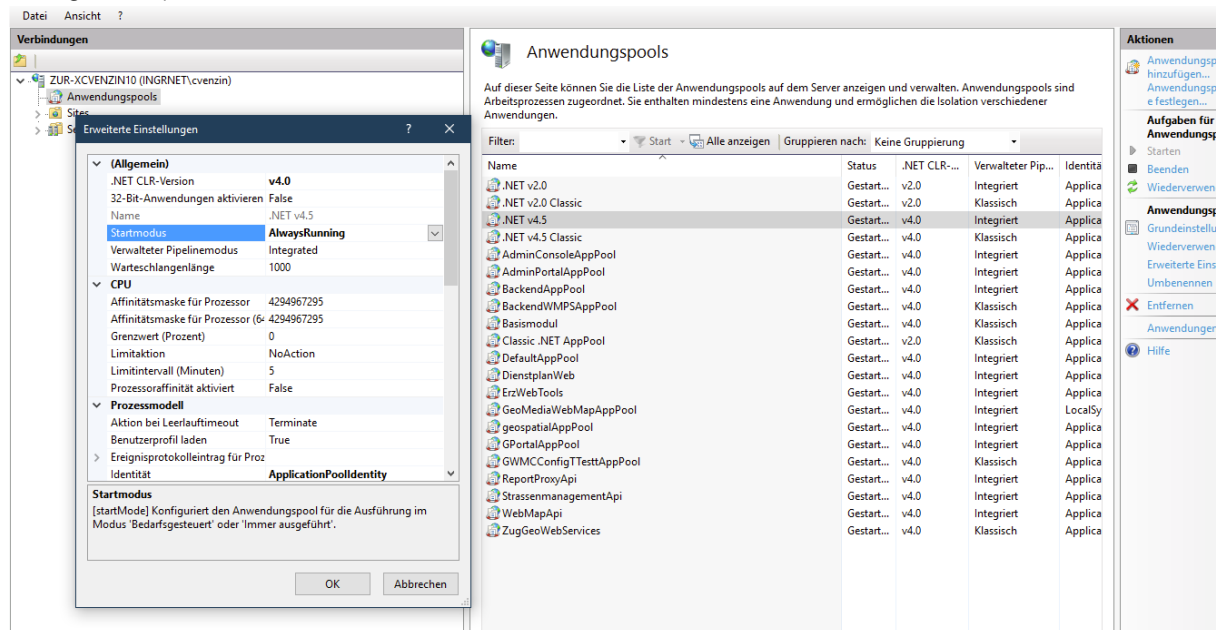 Datei Ansicht ?
Verbindungen
ZUR-XCVENZIN10 (INGRNET\cvenzin)
Anwendungspools
Sites
Erweiterte Einstellungen ? ×
(Allgemein)
.NET CLR-Version v4.0
32-Bit-Anwendungen aktivieren False
Name .NET v4.5
Startmodus AlwaysRunning
Verwalteter Pipelinemodus Integrated
Warteschlangenlänge 1000
CPU
Affinitätsmaske für Prozessor 4294967295
Affinitätsmaske für Prozessor (64 4294967295
Grenzwert (Prozent) 0
Limitaktion NoAction
Limitintervall (Minuten) 5
Prozessoraffinität aktiviert False
Prozessmodell
Aktion bei Leerlauftimeout Terminate
Benutzerprofil laden True
Ereignisprotokolleintrag für Proz
Identität ApplicationPoolIdentity
Startmodus
[startMode] Konfiguriert den Anwendungspool für die Ausführung im
Modus 'Bedarfsgesteuert' oder 'Immer ausgeführt'.
OK Abbrechen
Anwendungspools
Auf dieser Seite können Sie die Liste der Anwendungspools auf dem Server anzeigen und verwalten. Anwendungspools sind
Arbeitsprozessen zugeordnet. Sie enthalten mindestens eine Anwendung und ermöglichen die Isolation verschiedener
Anwendungen.
Filter: Start Alle anzeigen Gruppieren nach: Keine Gruppierung
Name Status .NET CLR-... Verwalteter Pip... Identitä
.NET v2.0 Gestart... v2.0 Integriert Applica
.NET v2.0 Classic Gestart... v2.0 Klassisch Applica
.NET v4.5 Gestart... v4.0 Integriert Applica
.NET v4.5 Classic Gestart... v4.0 Klassisch Applica
AdminConsoleAppPool Gestart... v4.0 Integriert Applica
AdminPortalAppPool Gestart... v4.0 Integriert Applica
BackendAppPool Gestart... v4.0 Integriert Applica
BackendWMPSAppPool Gestart... v4.0 Klassisch Applica
Basismodul Gestart... v4.0 Klassisch Applica
Classic .NET AppPool Gestart... v2.0 Klassisch Applica
DefaultAppPool Gestart... v4.0 Integriert Applica
DienstplanWeb Gestart... v4.0 Integriert Applica
ErzWebTools Gestart... v4.0 Integriert Applica
GeoMediaWebMapAppPool Gestart... v4.0 Integriert LocalSy
geospatialAppPool Gestart... v4.0 Integriert Applica
GPortalAppPool Gestart... v4.0 Integriert Applica
GWMCConfigTTesttAppPool Gestart... v4.0 Klassisch Applica
ReportProxyApi Gestart... v4.0 Integriert Applica
StrassenmanagementApi Gestart... v4.0 Integriert Applica
WebMapApi Gestart... v4.0 Integriert Applica
ZugGeoWebServices Gestart... v4.0 Klassisch Applica
Aktionen
Anwendungsp
hinzufügen...
Anwendungsp
e festlegen...
Aufgaben für
Anwendungsp
Starten
Beenden
Wiederverwen
Anwendungsp
Grundeinstellu
Wiederverwen
Erweiterte Eins
Umbenennen
Entfernen
Anwendungen
Hilfe